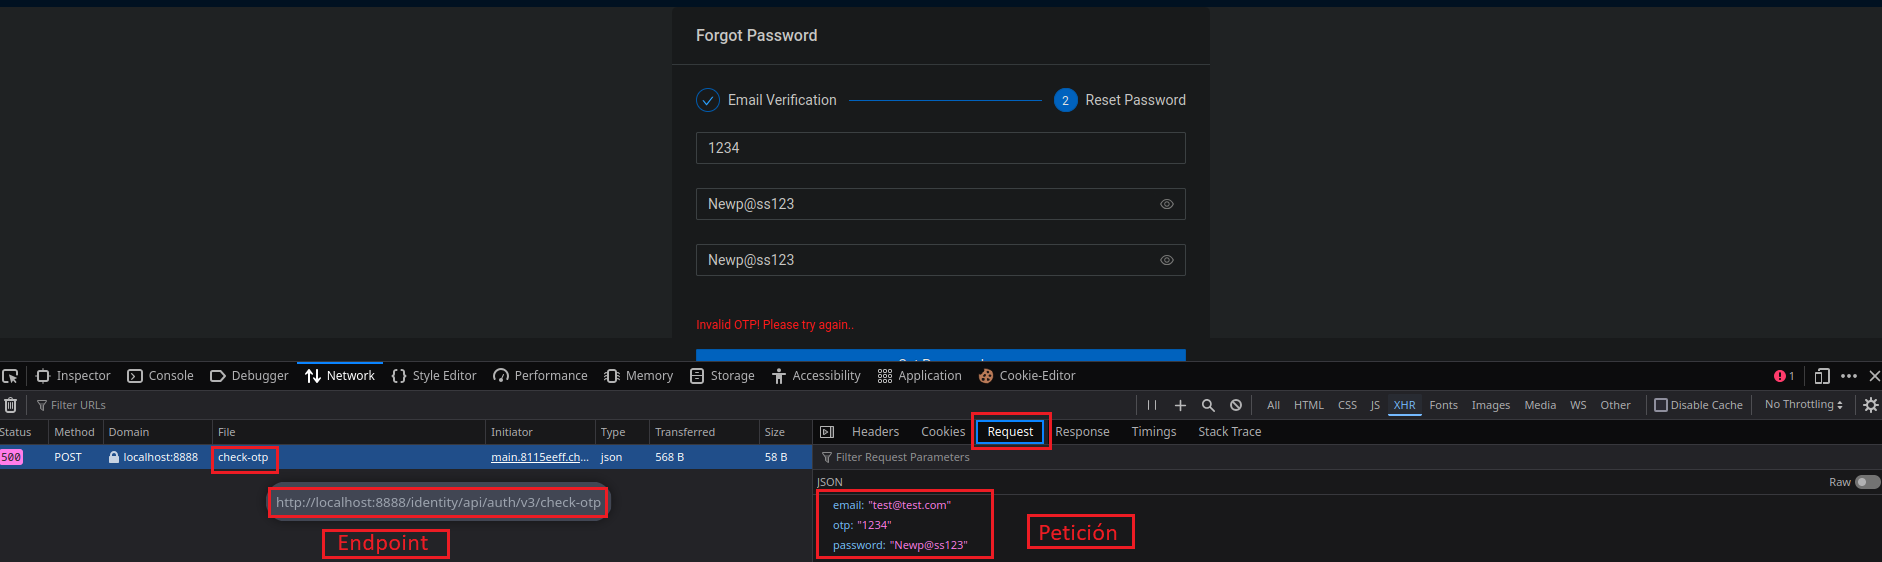 Forgot Password
Email Verification
2 Reset Password
1234
Newp@ss123
Newp@ss123
Invalid OTP! Please try again..
Inspector Console Debugger Network Style Editor Performance Memory Storage Accessibility Application Cookie-Editor 1
Filter URLs All HTML CSS JS XHR Fonts Images Media WS Other Disable Cache No Throttling
Status Method Domain File Initiator Type Transferred Size
500 POST localhost:8888 check-otp main.8115eeff.ch... json 568 B 58 B
http://localhost:8888/identity/api/auth/v3/check-otp
Endpoint
Headers Cookies Request Response Timings Stack Trace
Filter Request Parameters
JSON Raw
email: "test@test.com"
otp: "1234"
password: "Newp@ss123"
Petición